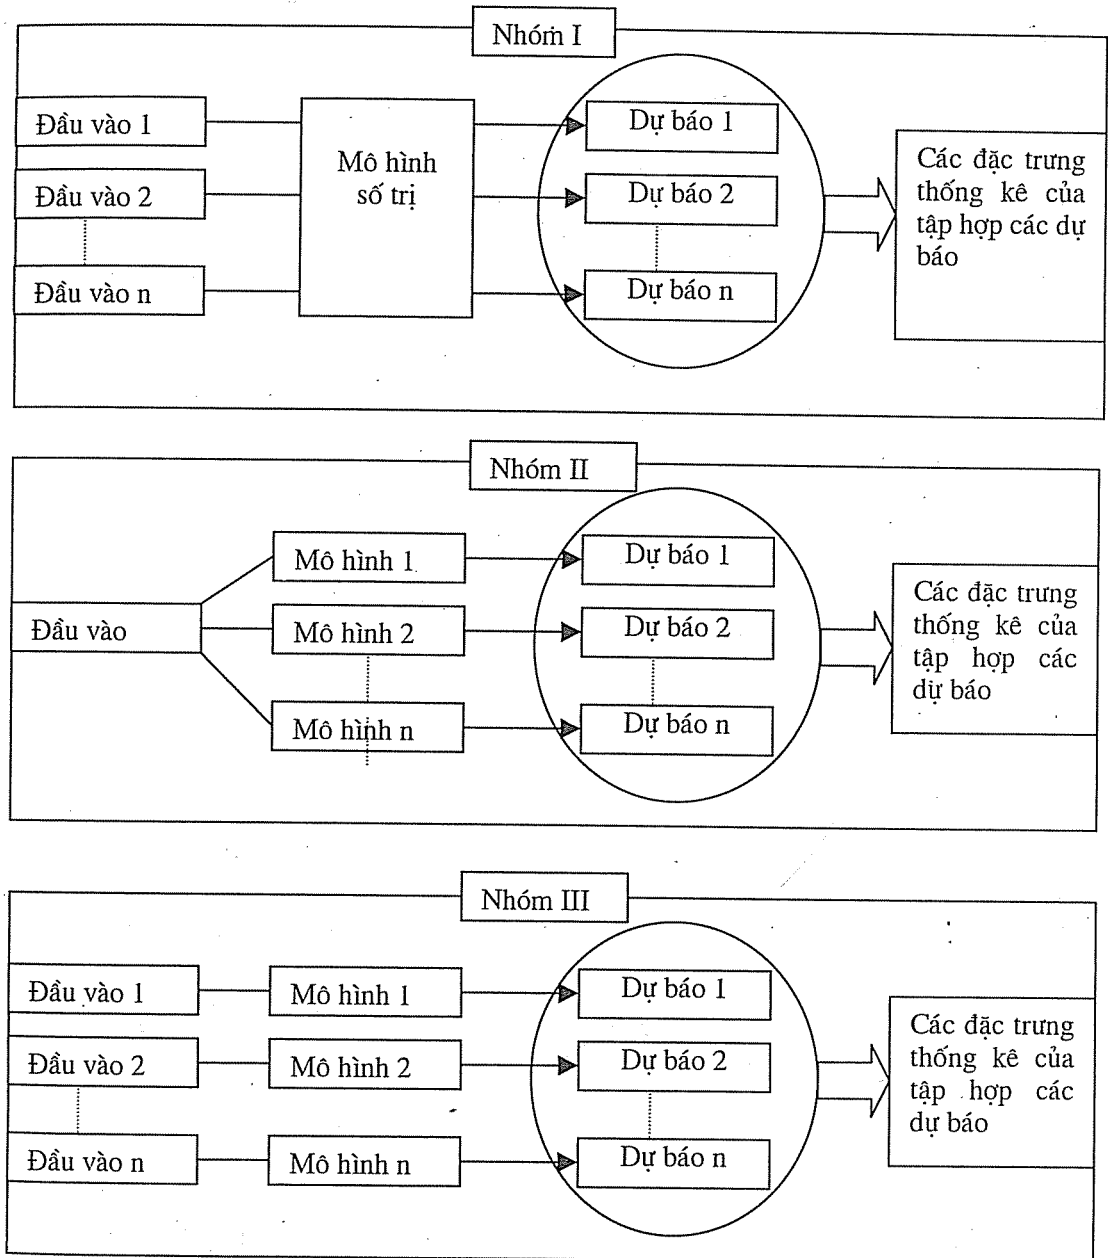 Nhóm I
Đầu vào 1
Đầu vào 2
Đầu vào n
Mô hình
số trị
Dự báo 1
Dự báo 2
Dự báo n
Các đặc trưng
thống kê của
tập hợp các dự
báo
Nhóm II
Đầu vào
Mô hình 1
Mô hình 2
Mô hình n
Dự báo 1
Dự báo 2
Dự báo n
Các đặc trưng
thống kê của
tập hợp các
dự báo
Nhóm III
Đầu vào 1
Đầu vào 2
Đầu vào n
Mô hình 1
Mô hình 2
Mô hình n
Dự báo 1
Dự báo 2
Dự báo n
Các đặc trưng
thống kê của
tập hợp các
dự báo